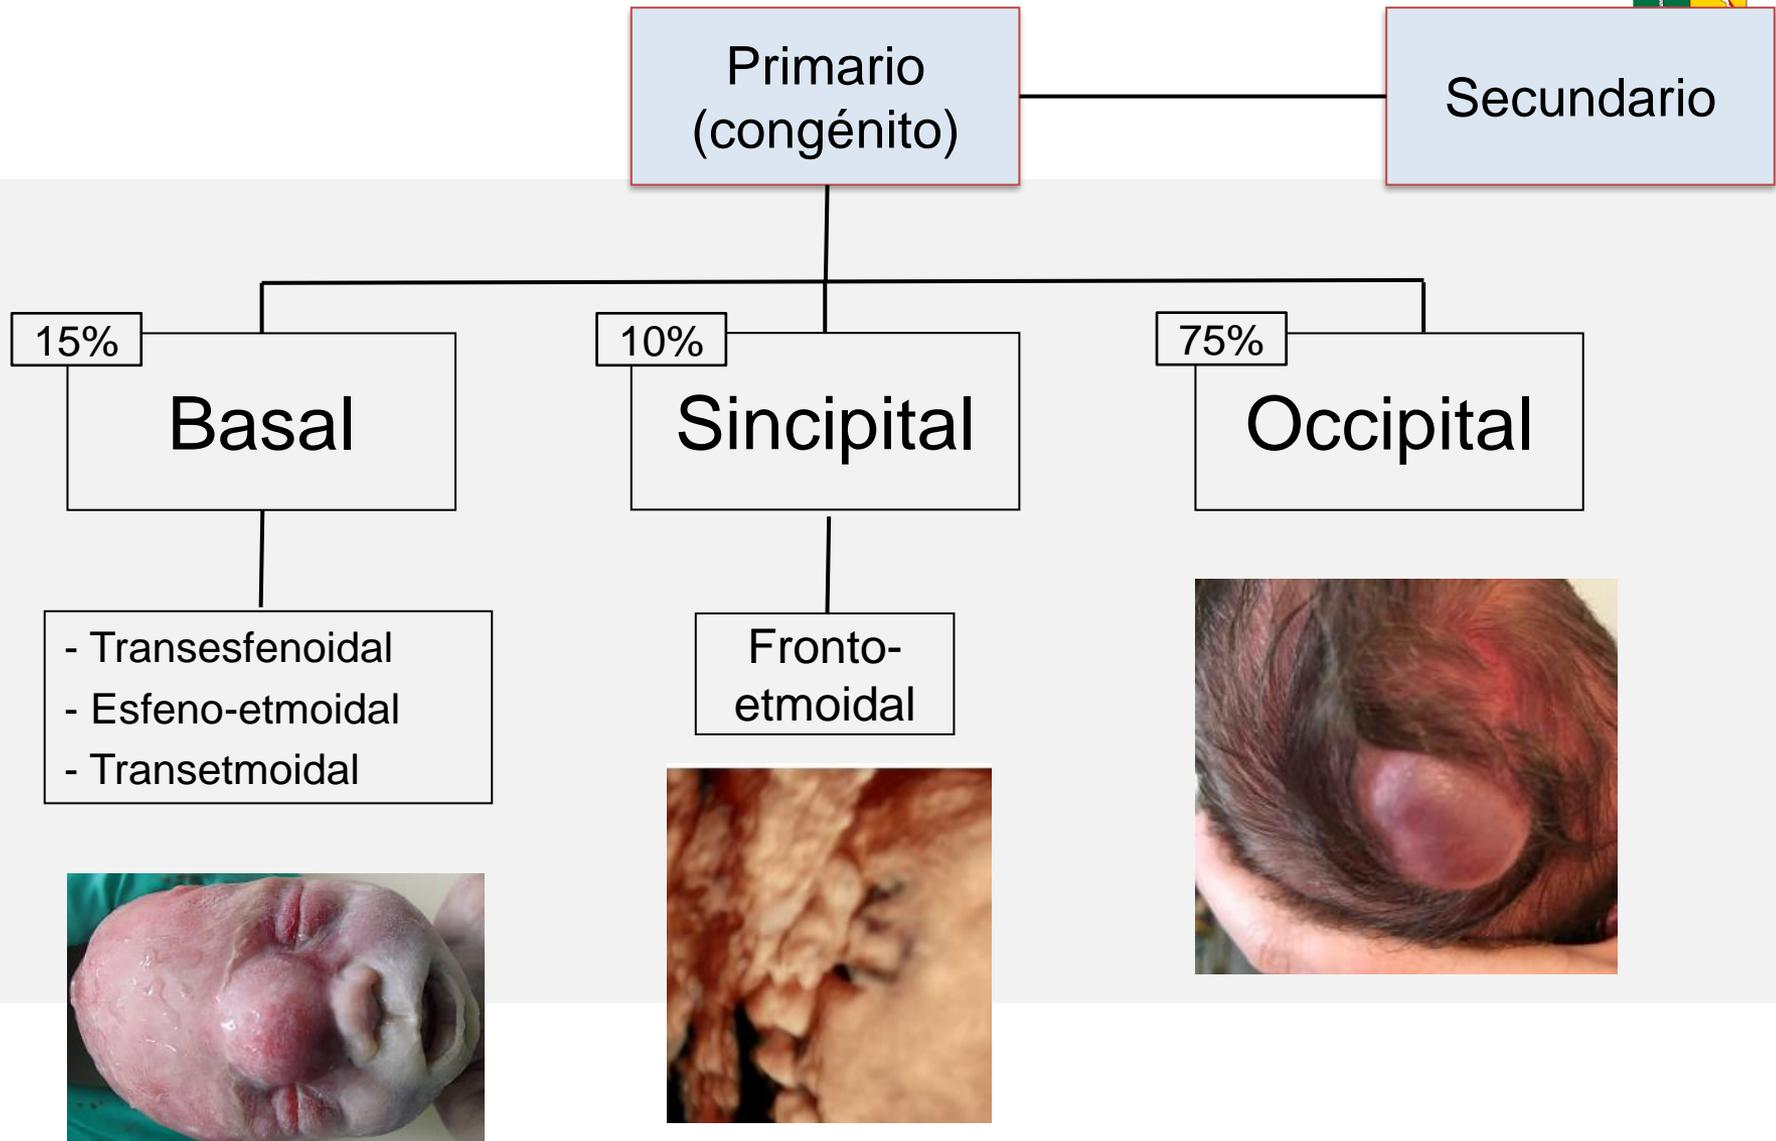 Primario
(congénito)
Secundario
15%
Basal
10%
Sincipital
75%
Occipital
- Transesfenoidal
- Esfeno-etmoidal
- Transetmoidal
Fronto-
etmoidal